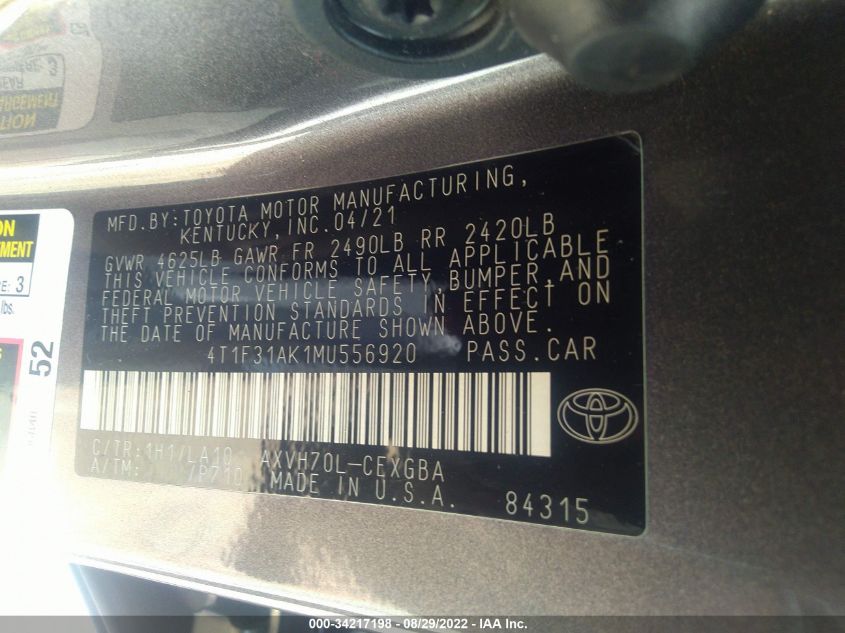 MFD.BY:TOYOTA MOTOR MANUFACTURING,
KENTUCKY, INC. 04/21
GVWR 4625LB GAWR FR 2490LB RR 2420LB
THIS VEHICLE CONFORMS TO ALL APPLICABLE
FEDERAL MOTOR VEHICLE SAFETY,BUMPER,AND
THEFT PREVENTION STANDARDS IN EFFECT ON
THE DATE OF MANUFACTURE SHOWN ABOVE.
4T1F31AK1MU556920 PASS.CAR
C/TR:1H1/LA10 AXVH70L-CEXGBA
A/TM: 7P710 MADE IN U.S.A.
84315
3
lbs.
52
000-34217198 - 08/29/2022 - IAA Inc.